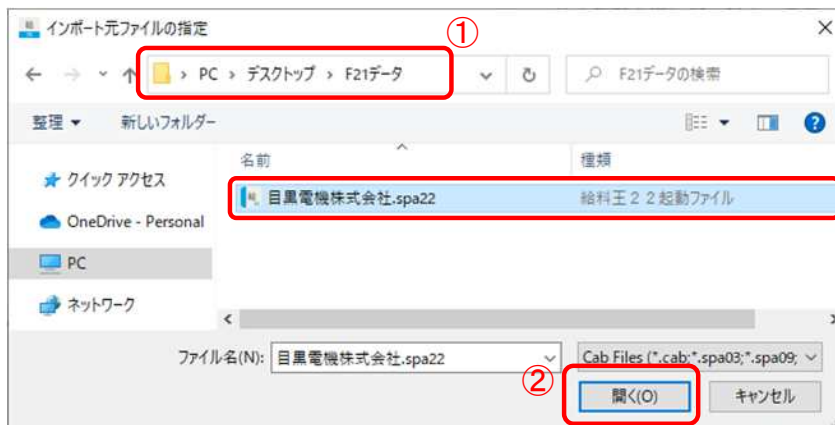 インポート元ファイルの指定
①
PC › デスクトップ › F21データ
F21データの検索
整理
新しいフォルダー
名前
種類
クイック アクセス
目黒電機株式会社.spa22
給料王22起動ファイル
OneDrive - Personal
PC
ネットワーク
ファイル名(N):
目黒電機株式会社.spa22
Cab Files (*.cab;*.spa03;*.spa09;
②
開く(O)
キャンセル